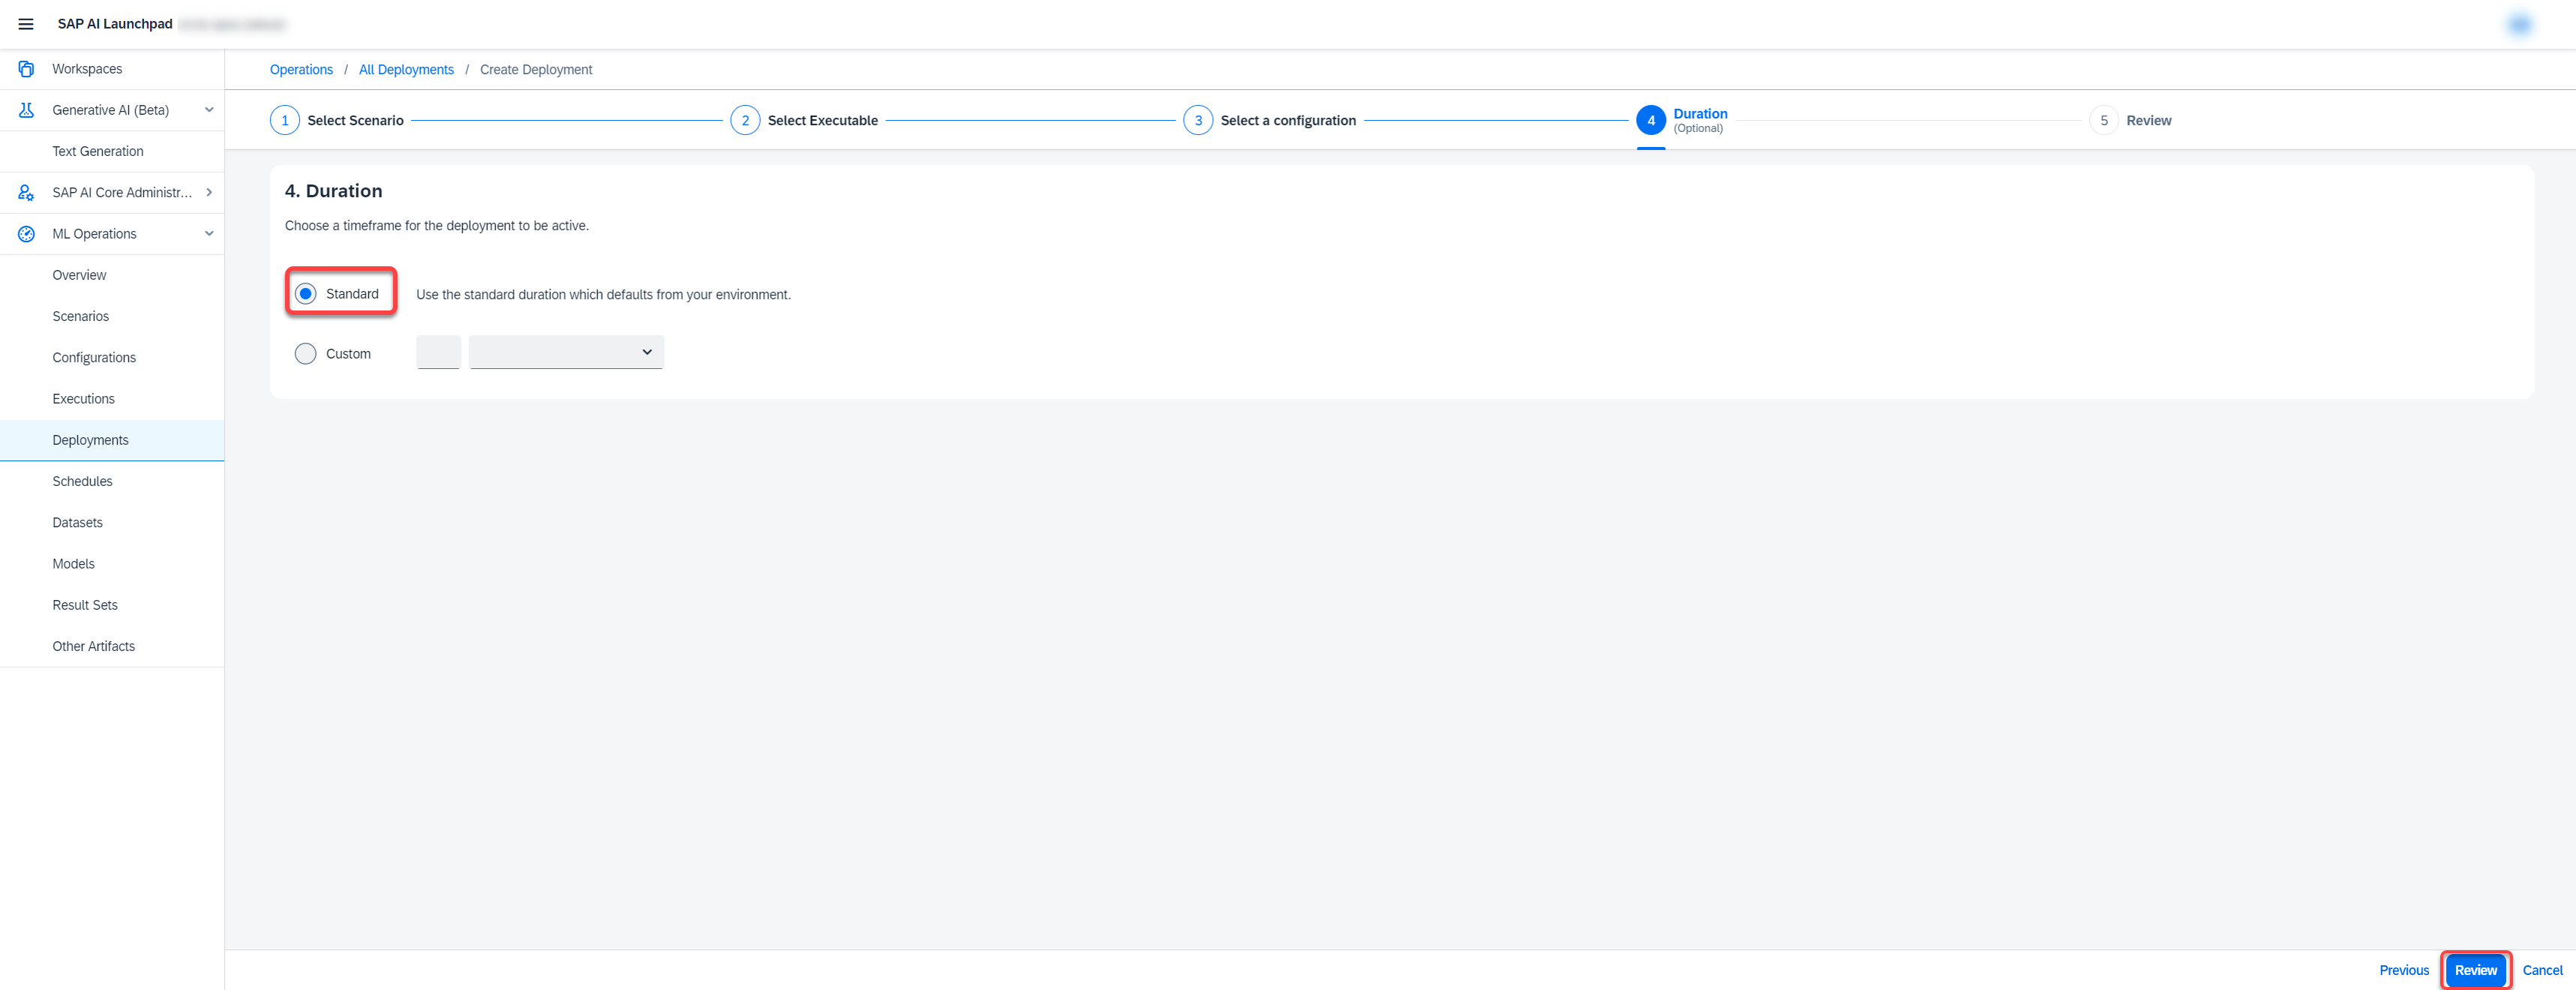 SAP AI Launchpad
Workspaces
Generative AI (Beta)
Text Generation
SAP AI Core Administr...
ML Operations
Overview
Scenarios
Configurations
Executions
Deployments
Schedules
Datasets
Models
Result Sets
Other Artifacts
Operations / All Deployments / Create Deployment
1 Select Scenario
2 Select Executable
3 Select a configuration
4 Duration
(Optional)
5 Review
4. Duration
Choose a timeframe for the deployment to be active.
Standard Use the standard duration which defaults from your environment.
Custom
Previous Review Cancel